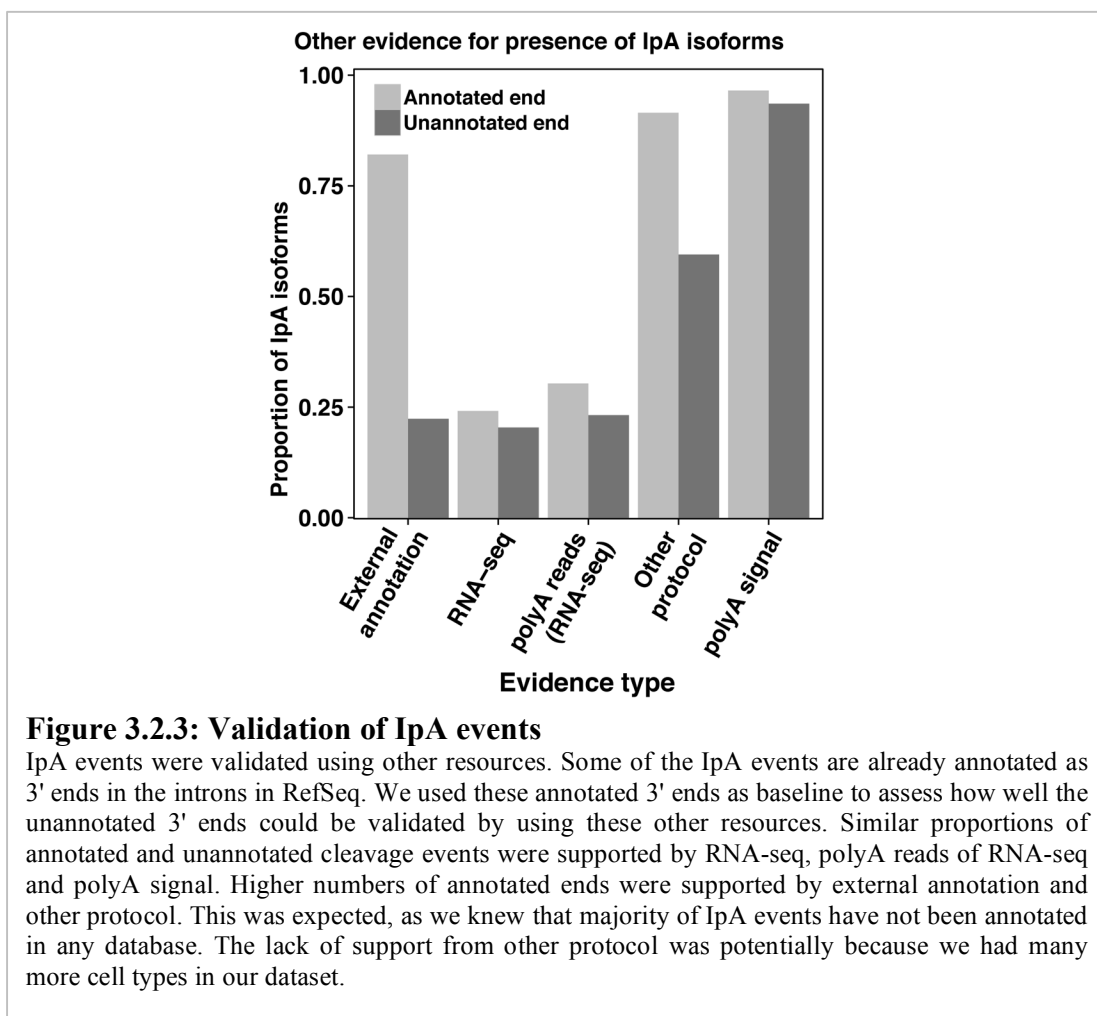 Other evidence for presence of IpA isoforms
1.00
0.75
0.50
0.25
0.00
Proportion of IpA isoforms
Annotated end
Unannotated end
External
annotation
RNA−seq
polyA reads
(RNA-seq)
Other
protocol
polyA signal
Evidence type
Figure 3.2.3: Validation of IpA events
IpA events were validated using other resources. Some of the IpA events are already annotated as
3' ends in the introns in RefSeq. We used these annotated 3' ends as baseline to assess how well the
unannotated 3' ends could be validated by using these other resources. Similar proportions of
annotated and unannotated cleavage events were supported by RNA-seq, polyA reads of RNA-seq
and polyA signal. Higher numbers of annotated ends were supported by external annotation and
other protocol. This was expected, as we knew that majority of IpA events have not been annotated
in any database. The lack of support from other protocol was potentially because we had many
more cell types in our dataset.